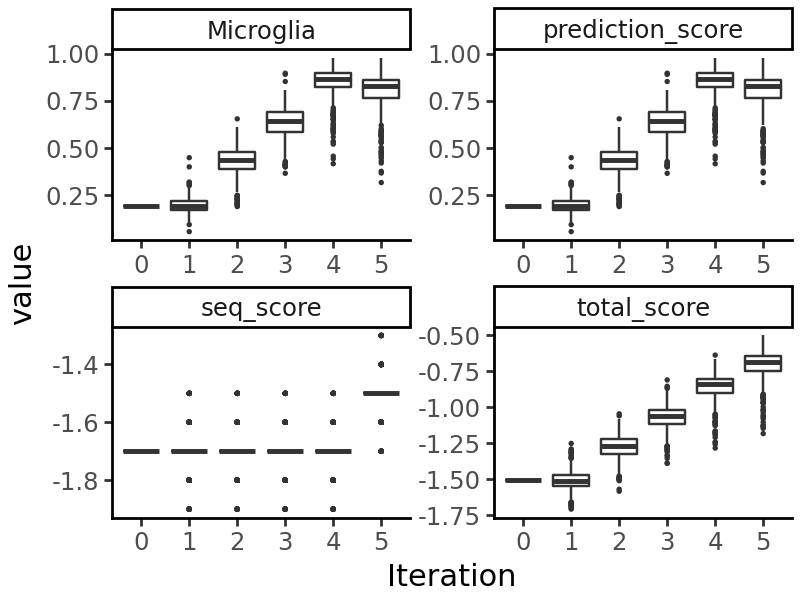 Microglia
prediction_score
1.00
0.75
0.50
0.25
0 1 2 3 4 5
1.00
0.75
0.50
0.25
0 1 2 3 4 5
value
seq_score
total_score
-1.4
-1.6
-1.8
0 1 2 3 4 5
-0.50
-0.75
-1.00
-1.25
-1.50
-1.75
0 1 2 3 4 5
Iteration